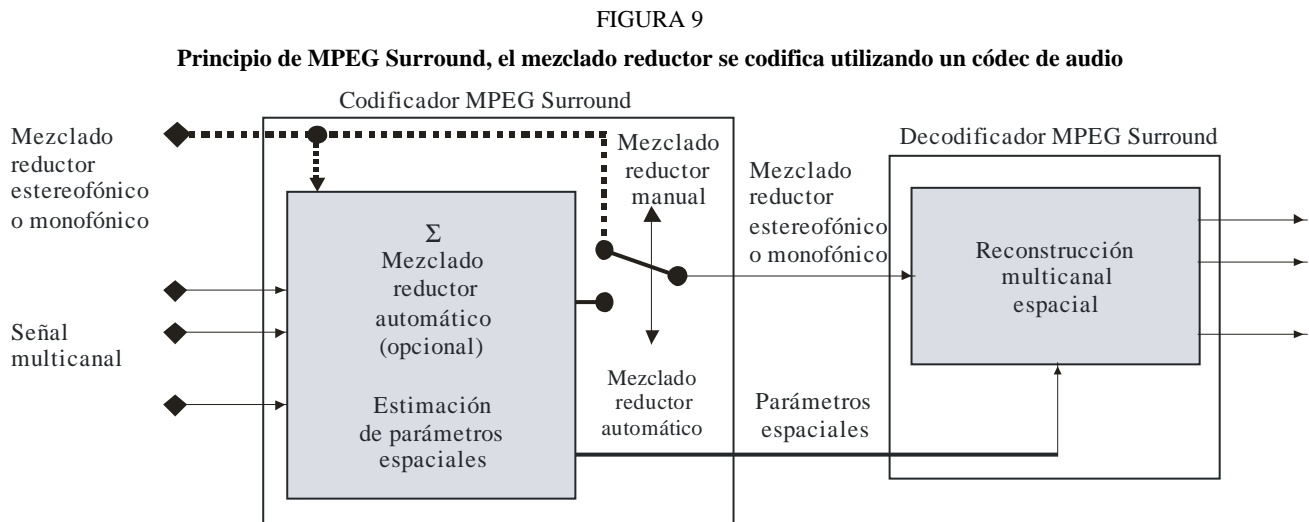 FIGURA 9
Principio de MPEG Surround, el mezclado reductor se codifica utilizando un códec de audio
Codificador MPEG Surround
Mezclado
reductor
estereofónico
o monofónico
Señal
multicanal
Σ
Mezclado
reductor
automático
(opcional)
Estimación
de parámetros
espaciales
Mezclado
reductor
manual
Mezclado
reductor
automático
Mezclado
reductor
estereofónico
o monofónico
Parámetros
espaciales
Decodificador MPEG Surround
Reconstrucción
multicanal
espacial